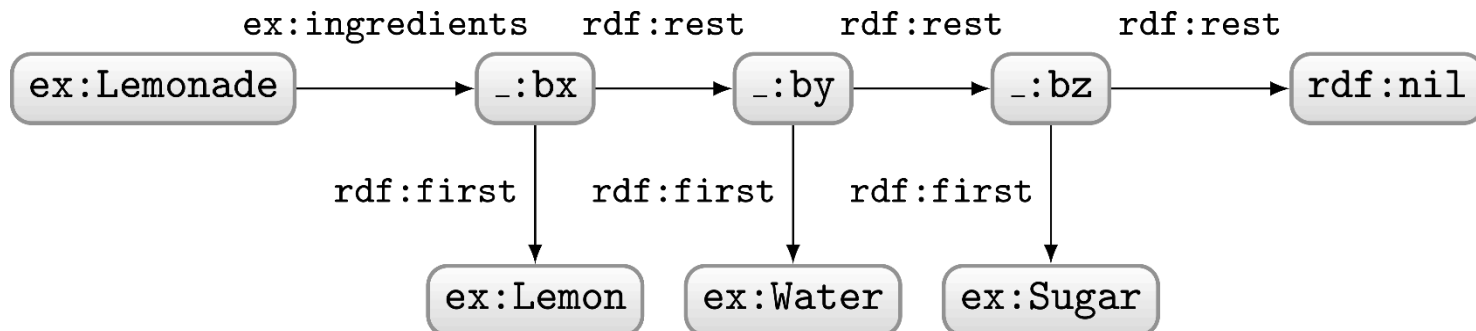 ex:ingredients rdf:rest rdf:rest rdf:rest
ex:Lemonade _:bx _:by _:bz rdf:nil
rdf:first rdf:first rdf:first
ex:Lemon ex:Water ex:Sugar